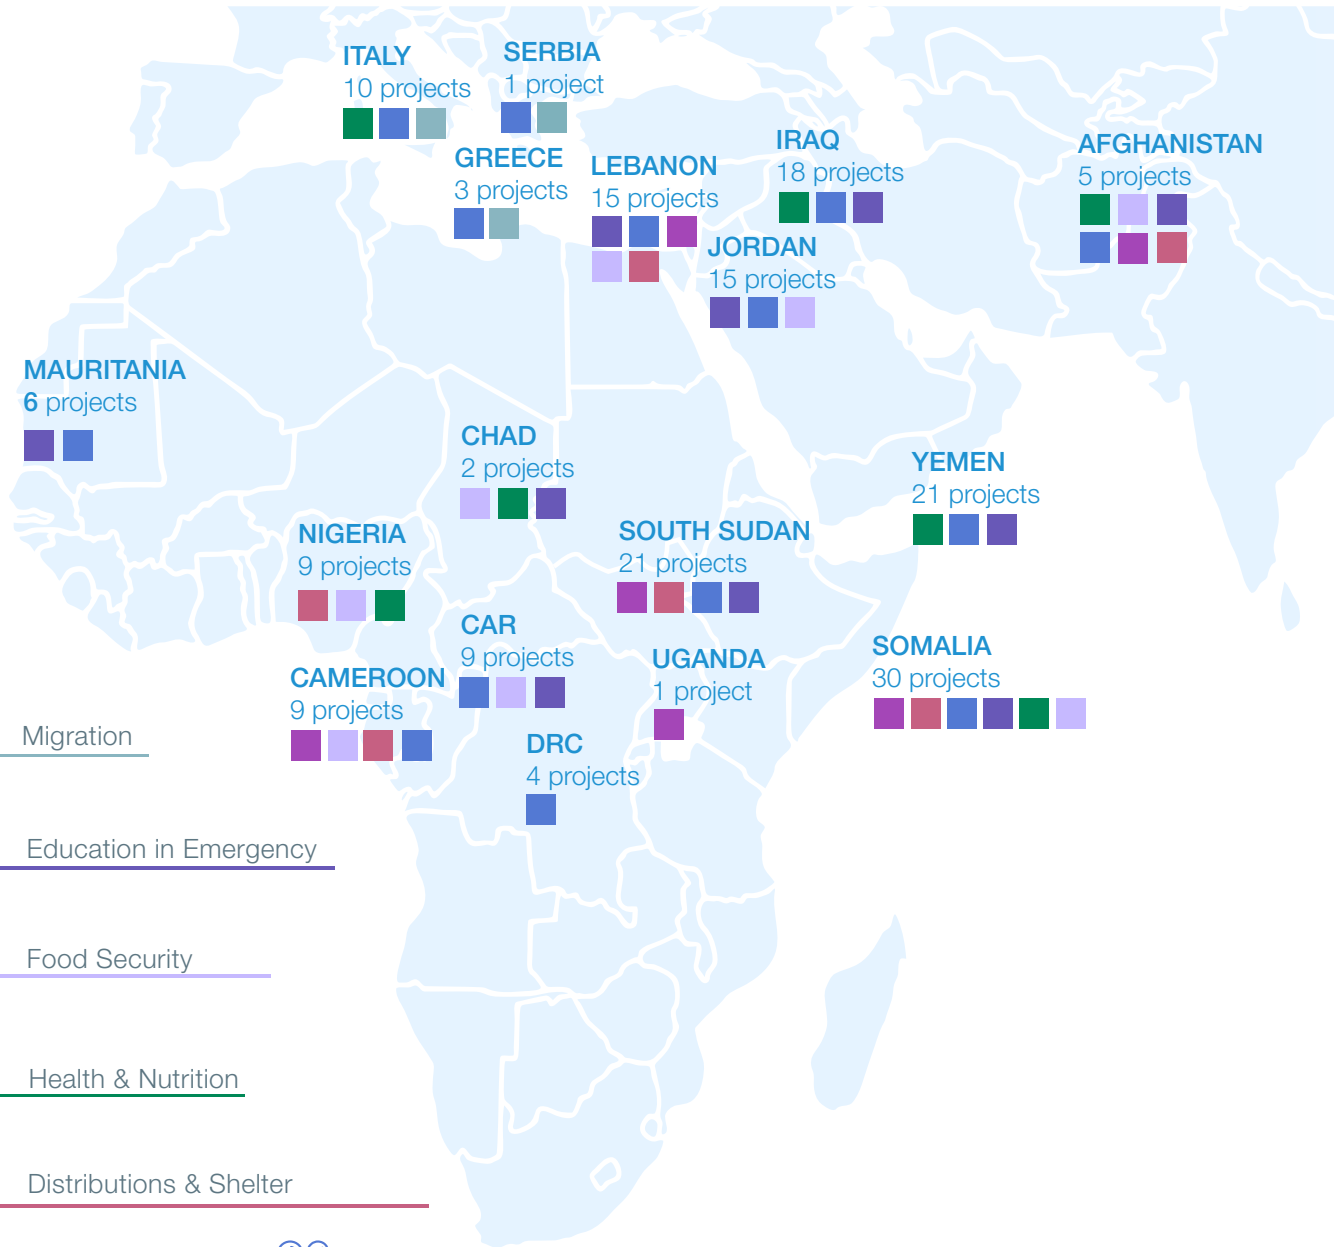 ITALY
10 projects
SERBIA
1 project
GREECE
3 projects
LEBANON
15 projects
IRAQ
18 projects
JORDAN
15 projects
AFGHANISTAN
5 projects
MAURITANIA
6 projects
CHAD
2 projects
YEMEN
21 projects
NIGERIA
9 projects
SOUTH SUDAN
21 projects
CAR
9 projects
UGANDA
1 project
SOMALIA
30 projects
CAMEROON
9 projects
DRC
4 projects
Migration
Education in Emergency
Food Security
Health & Nutrition
Distributions & Shelter